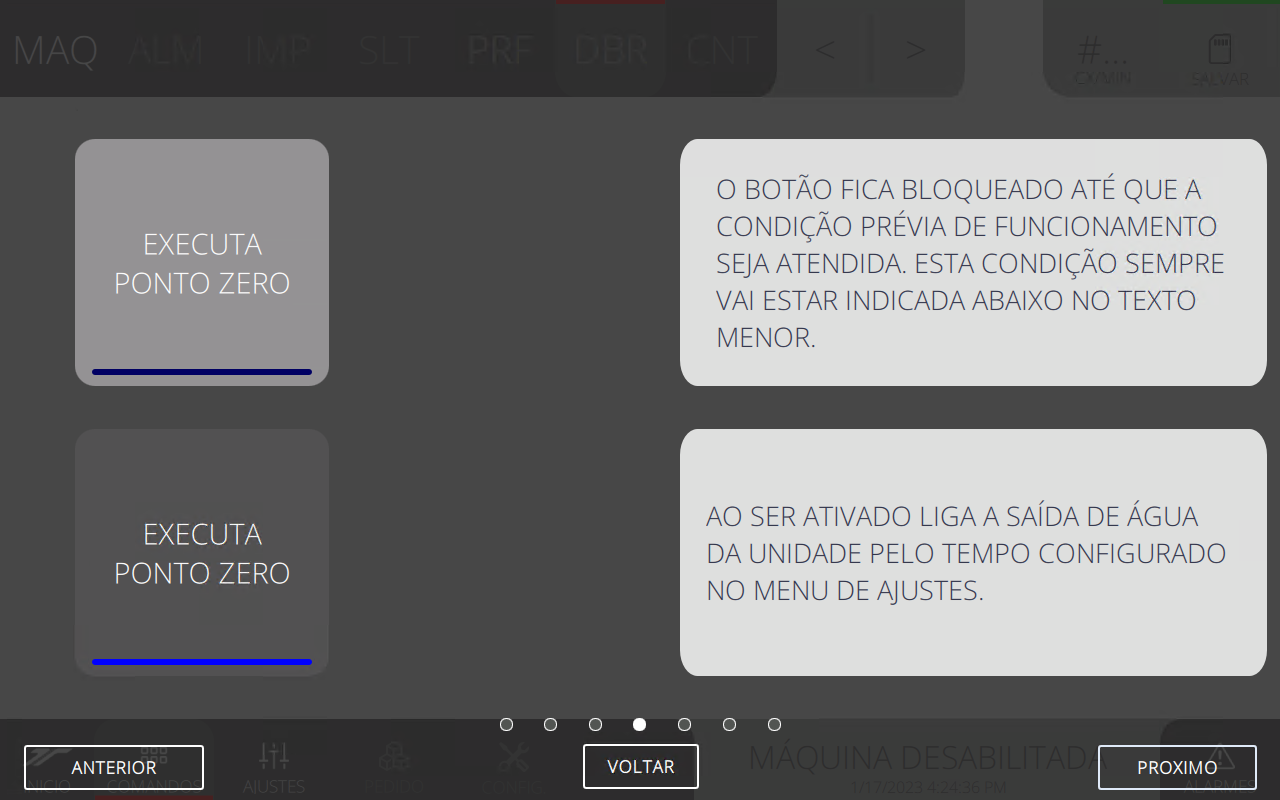 MAQ ALM IMP SLT PRF DBR CNT < > #...
CX/MIN SALVAR
EXECUTA
PONTO ZERO
O BOTÃO FICA BLOQUEADO ATÉ QUE A
CONDIÇÃO PRÉVIA DE FUNCIONAMENTO
SEJA ATENDIDA. ESTA CONDIÇÃO SEMPRE
VAI ESTAR INDICADA ABAIXO NO TEXTO
MENOR.
EXECUTA
PONTO ZERO
AO SER ATIVADO LIGA A SAÍDA DE ÁGUA
DA UNIDADE PELO TEMPO CONFIGURADO
NO MENU DE AJUSTES.
MÁQUINA DESABILITADA
ANTERIOR VOLTAR PROXIMO
INICIO COMANDOS AJUSTES PEDIDO CONFIG 1/17/2023 4:24:36 PM ALARMES